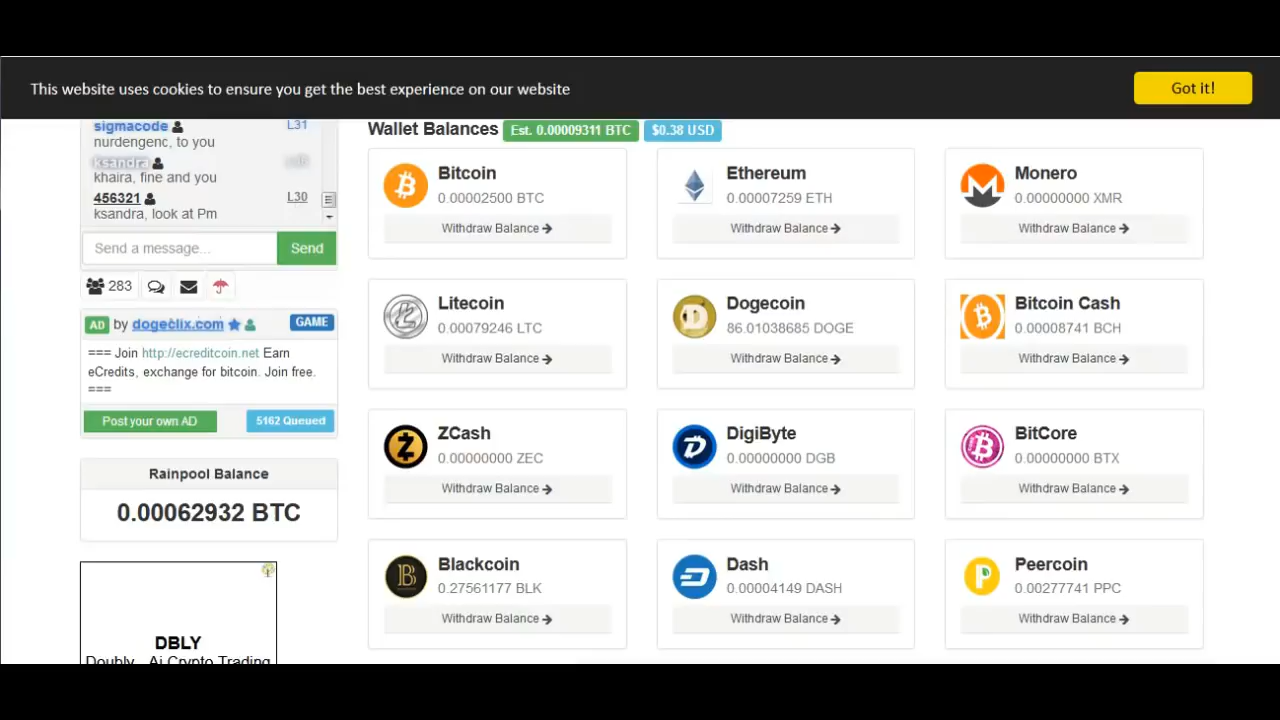 This website uses cookies to ensure you get the best experience on our website
Got it!
sigmacode L31
nurdengenc, to you
ksandra
khaira, fine and you
456321 L30
ksandra, look at Pm
Send a message...
Send
283
AD by dogeclix.com GAME
=== Join http://ecreditcoin.net Earn
eCredits, exchange for bitcoin. Join free.
===
Post your own AD
5162 Queued
Rainpool Balance
0.00062932 BTC
DBLY
Doubly - Ai Crypto Trading
Wallet Balances Est. 0.00009311 BTC $0.38 USD
Bitcoin
0.00002500 BTC
Withdraw Balance
Ethereum
0.00007259 ETH
Withdraw Balance
Monero
0.00000000 XMR
Withdraw Balance
Litecoin
0.00079246 LTC
Withdraw Balance
Dogecoin
86.01038685 DOGE
Withdraw Balance
Bitcoin Cash
0.00008741 BCH
Withdraw Balance
ZCash
0.00000000 ZEC
Withdraw Balance
DigiByte
0.00000000 DGB
Withdraw Balance
BitCore
0.00000000 BTX
Withdraw Balance
Blackcoin
0.27561177 BLK
Withdraw Balance
Dash
0.00004149 DASH
Withdraw Balance
Peercoin
0.00277741 PPC
Withdraw Balance